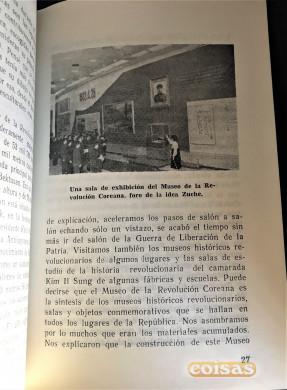 1932.4.25
Una sala de exhibición del Museo de la Re-
volución Coreana, foro de la idea Zuche.
de explicación, aceleramos los pasos de salón a sa-
lón echando sólo un vistazo, se acabó el tiempo sin
más ir del salón de la Guerra de Liberación de la
Patria. Visitamos también los museos históricos re-
volucionarios de algunos lugares y las salas de es-
tudio de la historia revolucionaria del camarada
Kim Il Sung de algunas fábricas y escuelas. Puede
decirse que el Museo de la Revolución Coreana es
la síntesis de los museos históricos revolucionarios,
salas y objetos conmemorativos que se hallan en
todos los lugares de la República. Nos asombramos
por lo muchos que eran los materiales acumulados.
Nos explicaron que la construcción de este Museo
27
coisas